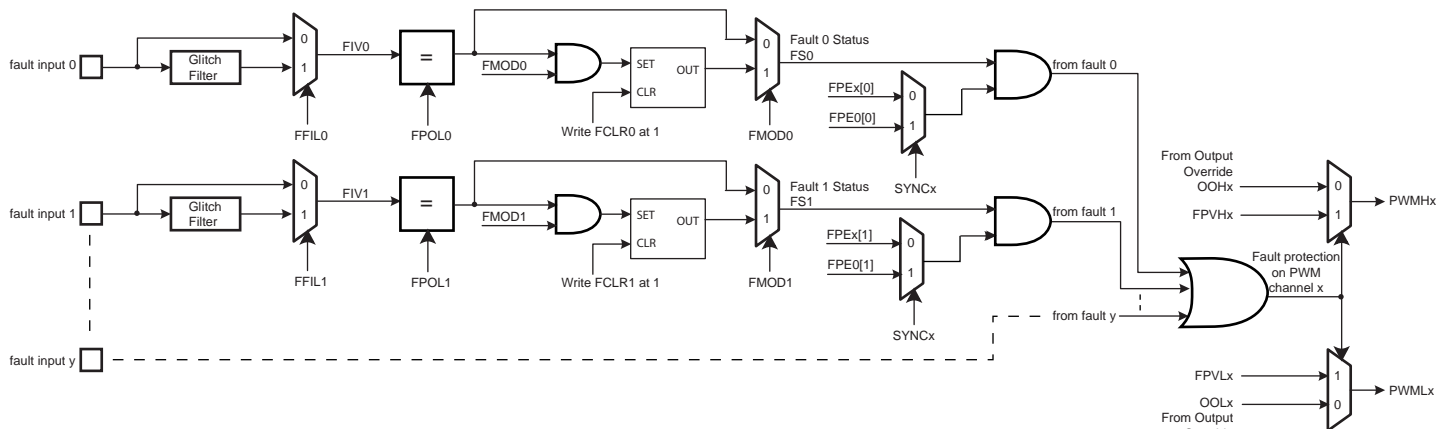 fault input 0
Glitch
Filter
0
1
FIV0
FFIL0
=
FPOL0
FMOD0
SET
OUT
CLR
Write FCLR0 at 1
0
1
FMOD0
Fault 0 Status
FS0
FPEx[0]
FPE0[0]
0
1
SYNCx
from fault 0
fault input 1
Glitch
Filter
0
1
FIV1
FFIL1
=
FPOL1
FMOD1
SET
OUT
CLR
Write FCLR1 at 1
0
1
FMOD1
Fault 1 Status
FS1
FPEx[1]
FPE0[1]
0
1
SYNCx
from fault 1
fault input y
from fault y
From Output
Override
OOHx
FPVHx
0
1
PWMHx
Fault protection
on PWM
channel x
FPVLx
OOLx
From Output
1
0
PWMLx